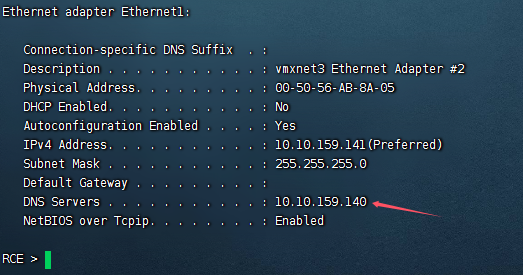 Ethernet adapter Ethernet1:
Connection-specific DNS Suffix  . :
Description . . . . . . . . . . . : vmxnet3 Ethernet Adapter #2
Physical Address. . . . . . . . . : 00-50-56-AB-8A-05
DHCP Enabled. . . . . . . . . . . : No
Autoconfiguration Enabled . . . . : Yes
IPv4 Address. . . . . . . . . . . : 10.10.159.141(Preferred)
Subnet Mask . . . . . . . . . . . : 255.255.255.0
Default Gateway . . . . . . . . . :
DNS Servers . . . . . . . . . . . : 10.10.159.140
NetBIOS over Tcpip. . . . . . . . : Enabled
RCE >